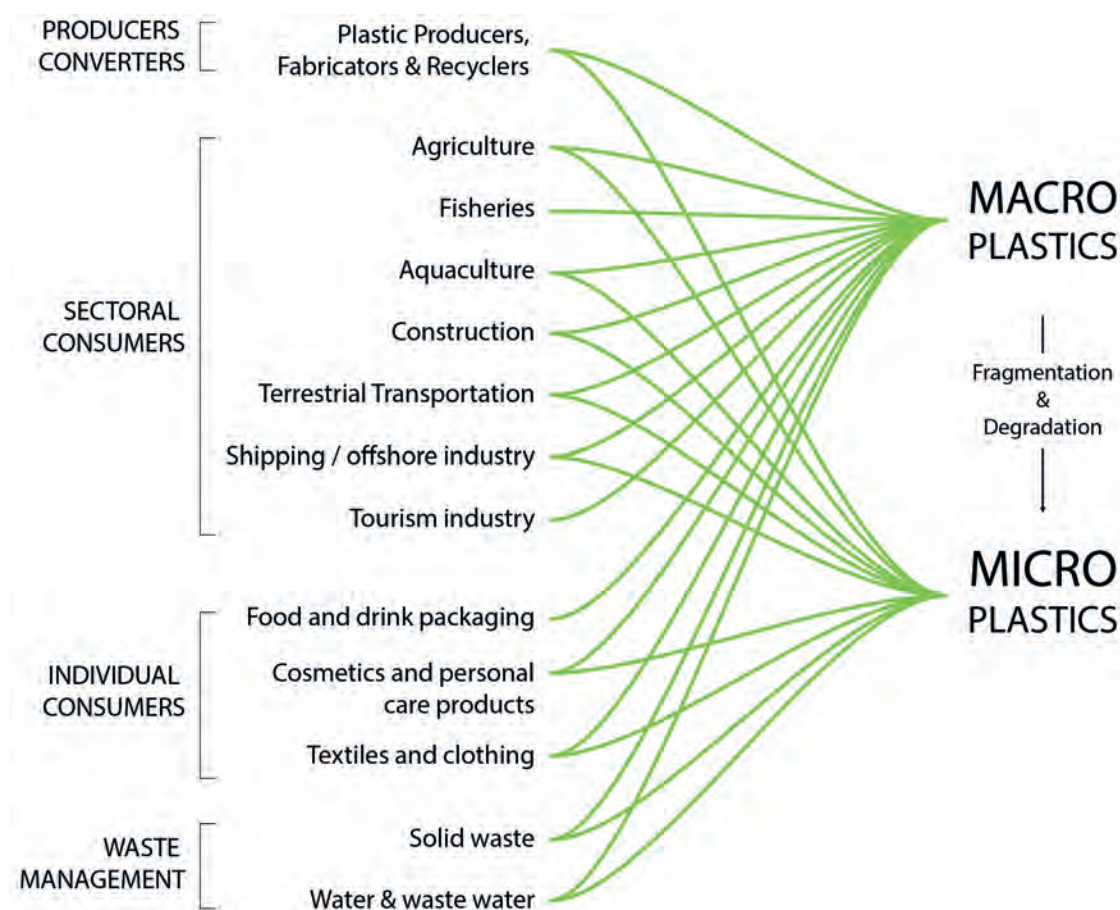 PRODUCERS
CONVERTERS
Plastic Producers,
Fabricators & Recyclers
SECTORAL
CONSUMERS
Agriculture
Fisheries
Aquaculture
Construction
Terrestrial Transportation
Shipping / offshore industry
Tourism industry
INDIVIDUAL
CONSUMERS
Food and drink packaging
Cosmetics and personal
care products
Textiles and clothing
WASTE
MANAGEMENT
Solid waste
Water & waste water
MACRO
PLASTICS
Fragmentation
&
Degradation
MICRO
PLASTICS